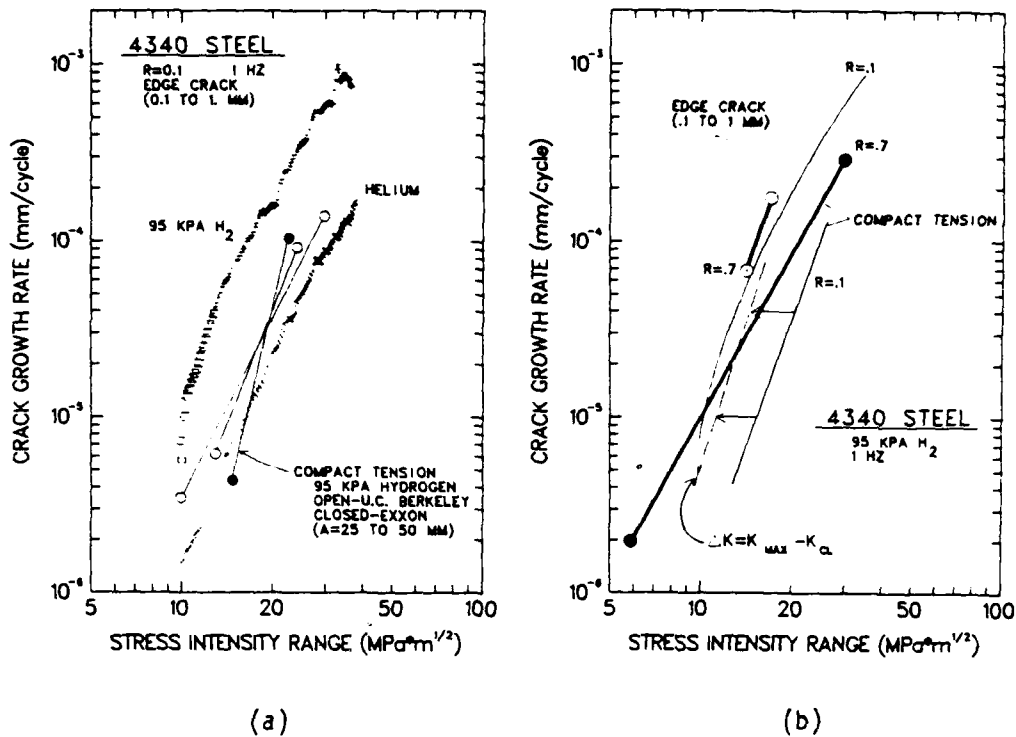 4340 STEEL
R=0.1 1 HZ
EDGE CRACK
(0.1 TO 1. MM)
95 KPA H2
HELIUM
COMPACT TENSION
95 KPA HYDROGEN
OPEN-U.C. BERKELEY
CLOSED-EXXON
(A=25 TO 50 MM)
CRACK GROWTH RATE (mm/cycle)
10⁻³
10⁻⁴
10⁻⁵
10⁻⁶
5 10 20 50 100
STRESS INTENSITY RANGE (MPa•m1/2)
(a)
R=.1
EDGE CRACK
(.1 TO 1 MM)
R=.7
COMPACT TENSION
R=.7
R=.1
4340 STEEL
95 KPA H2
1 HZ
K=K MAX -K CL
CRACK GROWTH RATE (mm/cycle)
10⁻³
10⁻⁴
10⁻⁵
10⁻⁶
5 10 20 50 100
STRESS INTENSITY RANGE (MPa•m1/2)
(b)